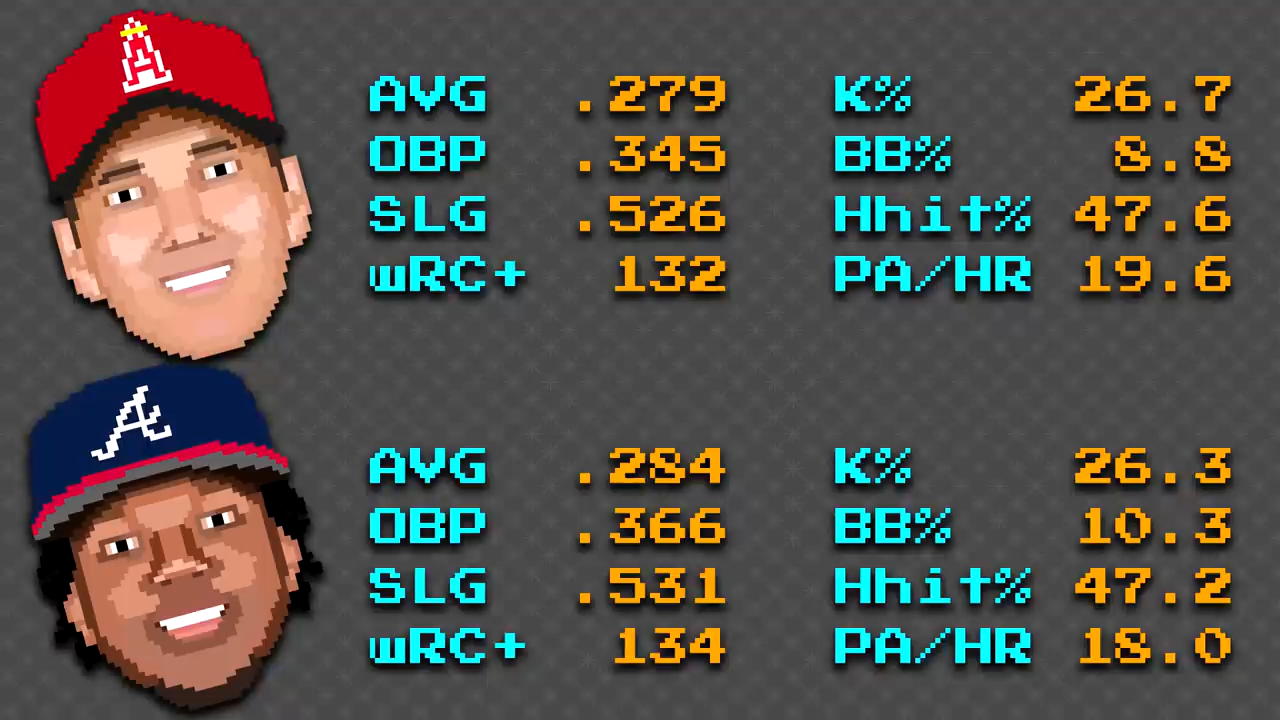 A
AVG .279 K% 26.7
OBP .345 BB% 8.8
SLG .526 Hhit% 47.6
wRC+ 132 PA/HR 19.6
A
AVG .284 K% 26.3
OBP .366 BB% 10.3
SLG .531 Hhit% 47.2
wRC+ 134 PA/HR 18.0